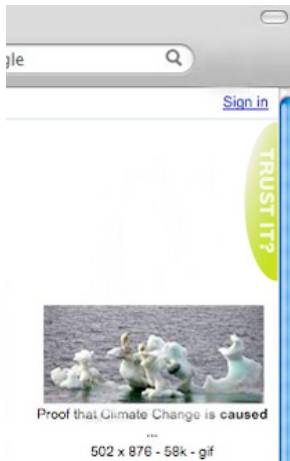 gle
Sign in
TRUST IT?
Proof that Climate Change is caused
...
502 x 876 - 58k - gif